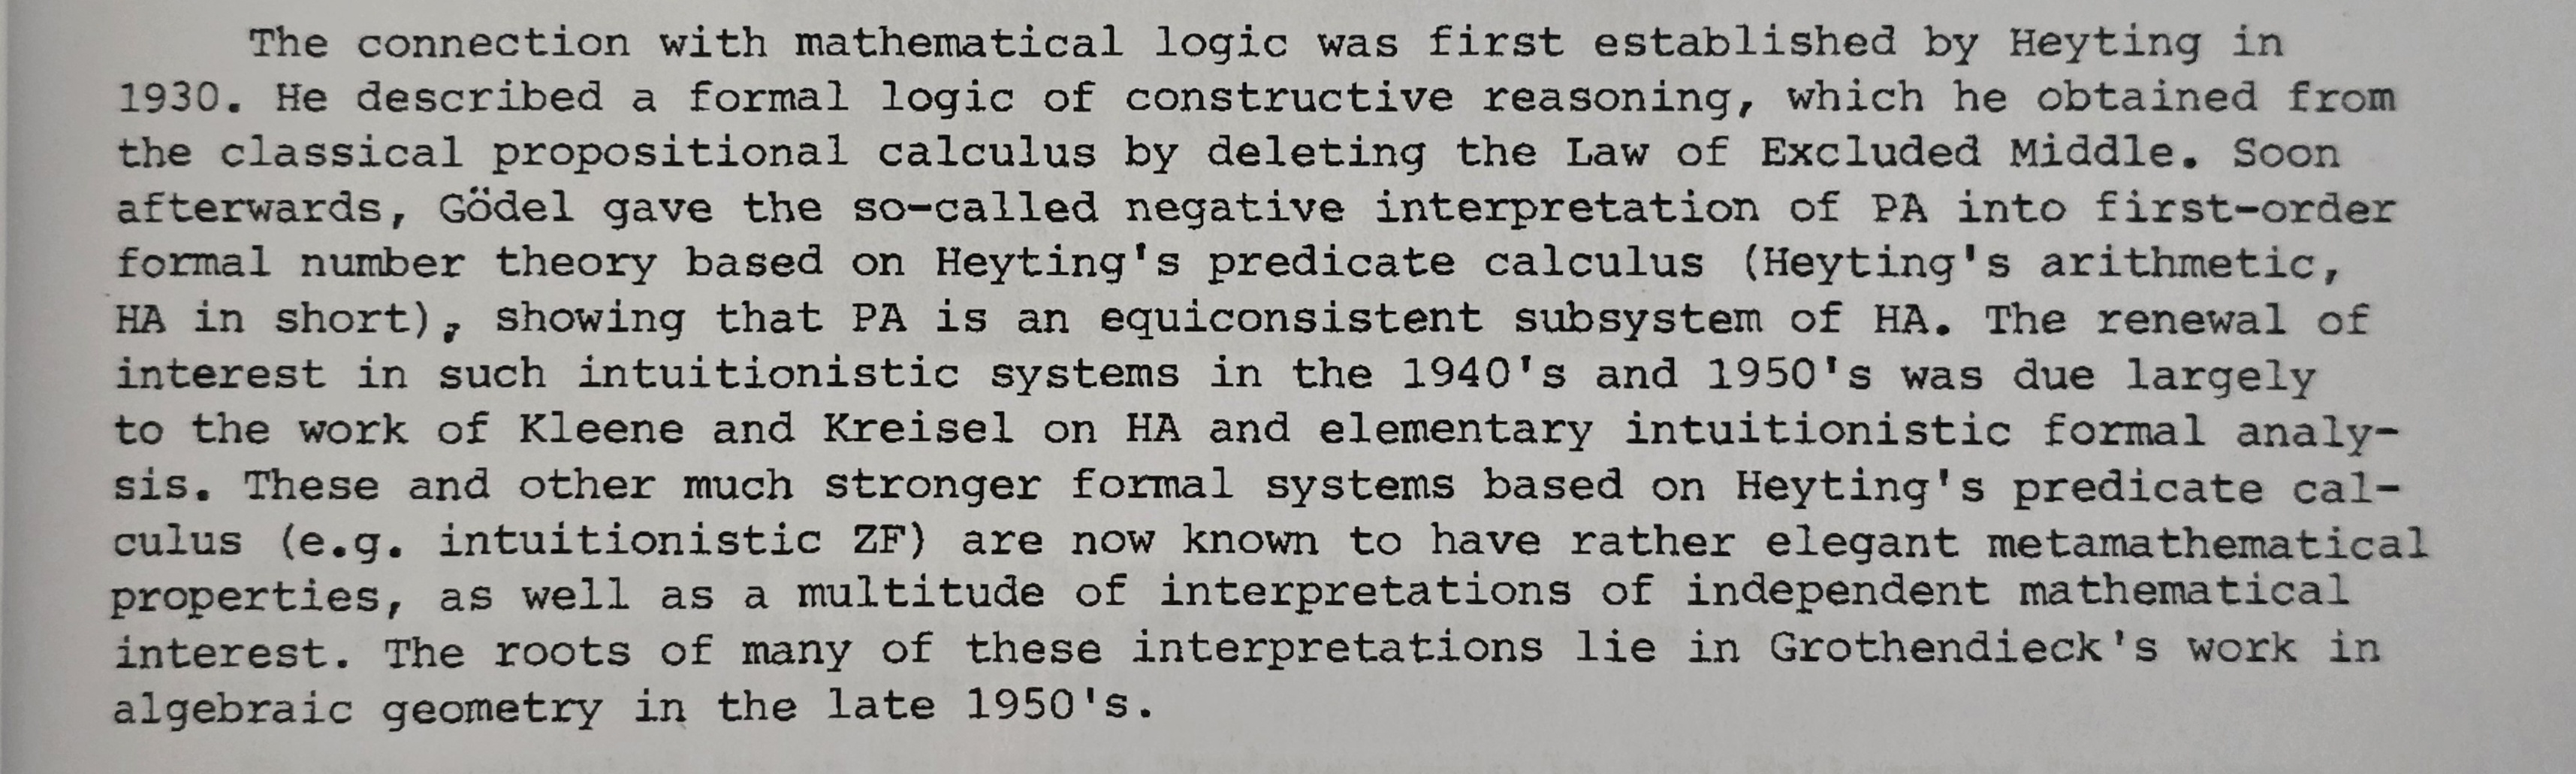 The connection with mathematical logic was first established by Heyting in
1930. He described a formal logic of constructive reasoning, which he obtained from
the classical propositional calculus by deleting the Law of Excluded Middle. Soon
afterwards, Gödel gave the so-called negative interpretation of PA into first-order
formal number theory based on Heyting's predicate calculus (Heyting's arithmetic,
HA in short), showing that PA is an equiconsistent subsystem of HA. The renewal of
interest in such intuitionistic systems in the 1940's and 1950's was due largely
to the work of Kleene and Kreisel on HA and elementary intuitionistic formal analy-
sis. These and other much stronger formal systems based on Heyting's predicate cal-
culus (e.g. intuitionistic ZF) are now known to have rather elegant metamathematical
properties, as well as a multitude of interpretations of independent mathematical
interest. The roots of many of these interpretations lie in Grothendieck's work in
algebraic geometry in the late 1950's.